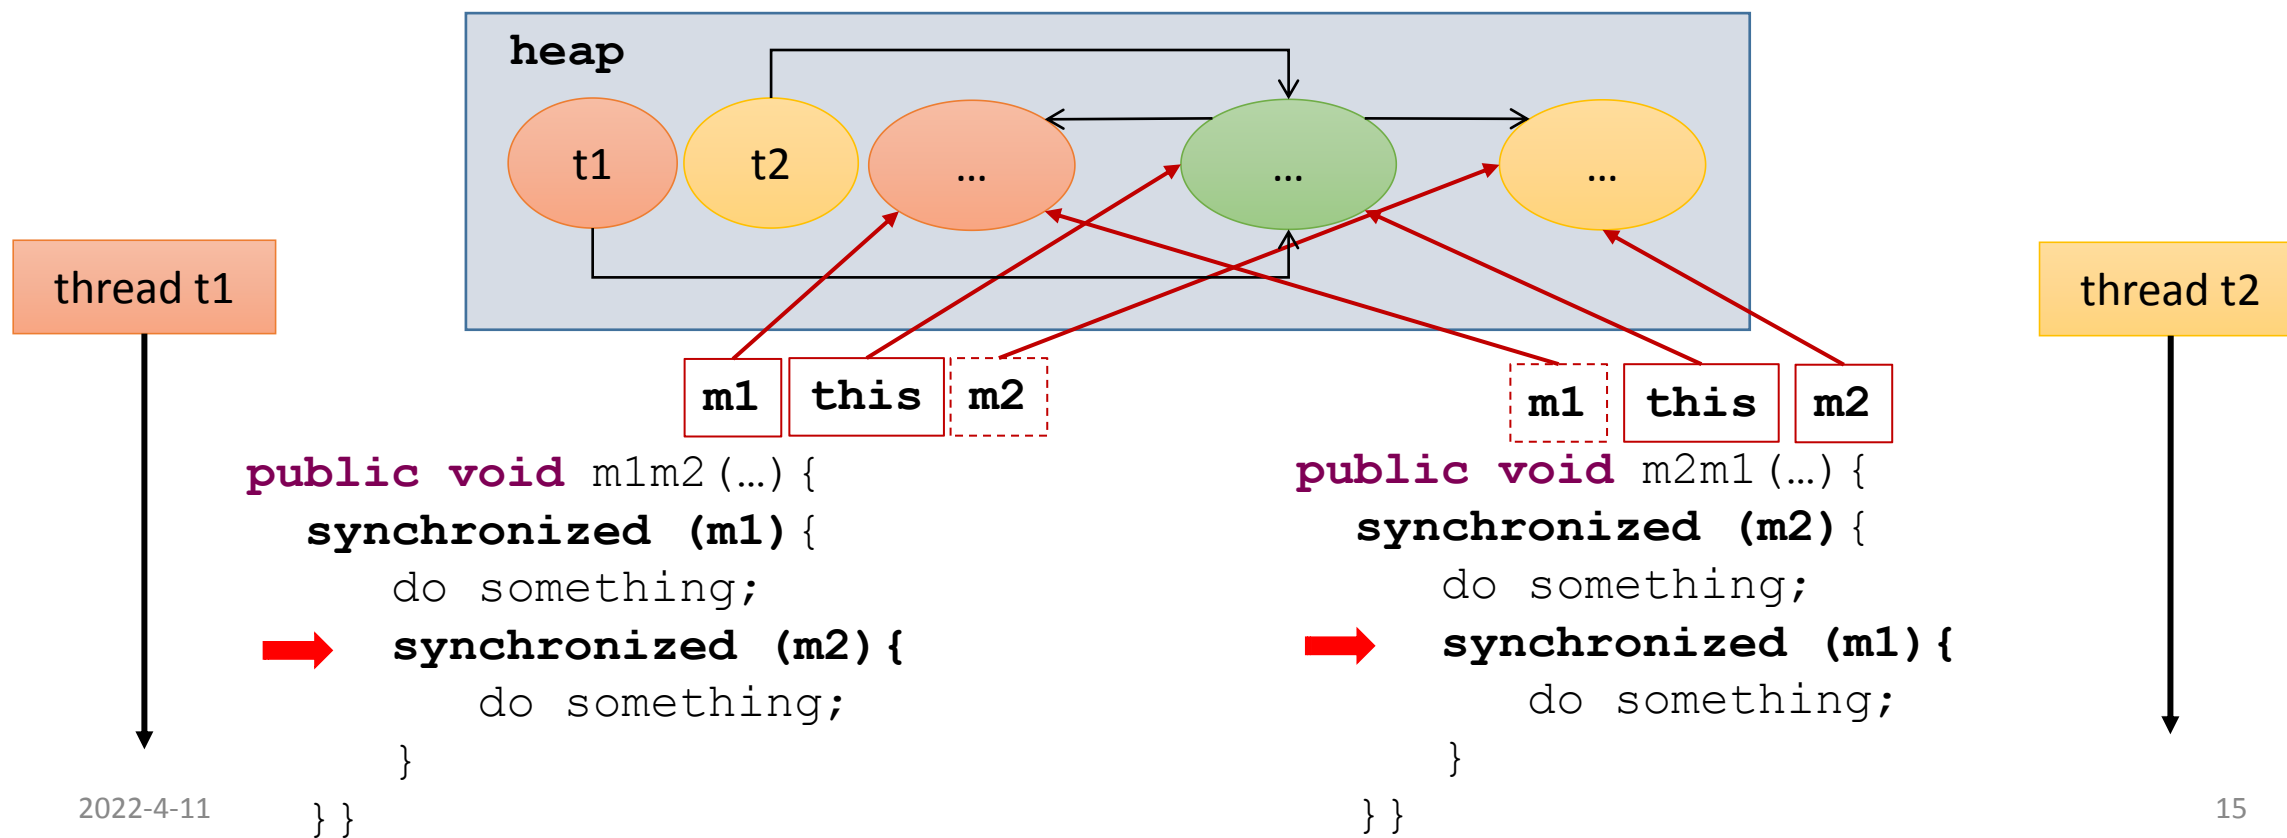 heap
t1
t2
…
…
…
thread t1
thread t2
m1
this
m2
m1
this
m2
public void m1m2(…){
synchronized (m1){
do something;
synchronized (m2){
do something;
}
}}
public void m2m1(…){
synchronized (m2){
do something;
synchronized (m1){
do something;
}
}}
2022-4-11
15